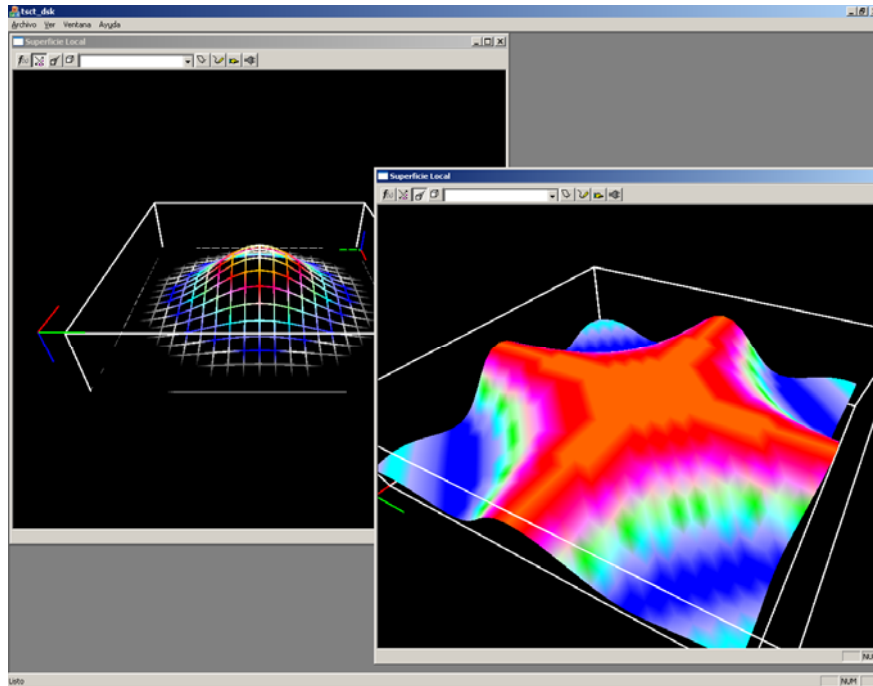 tsct_dsk
Archivo Ver Ventana Ayuda
Superficie Local
f(x)
Superficie Local
f(x)
Listo
NUM